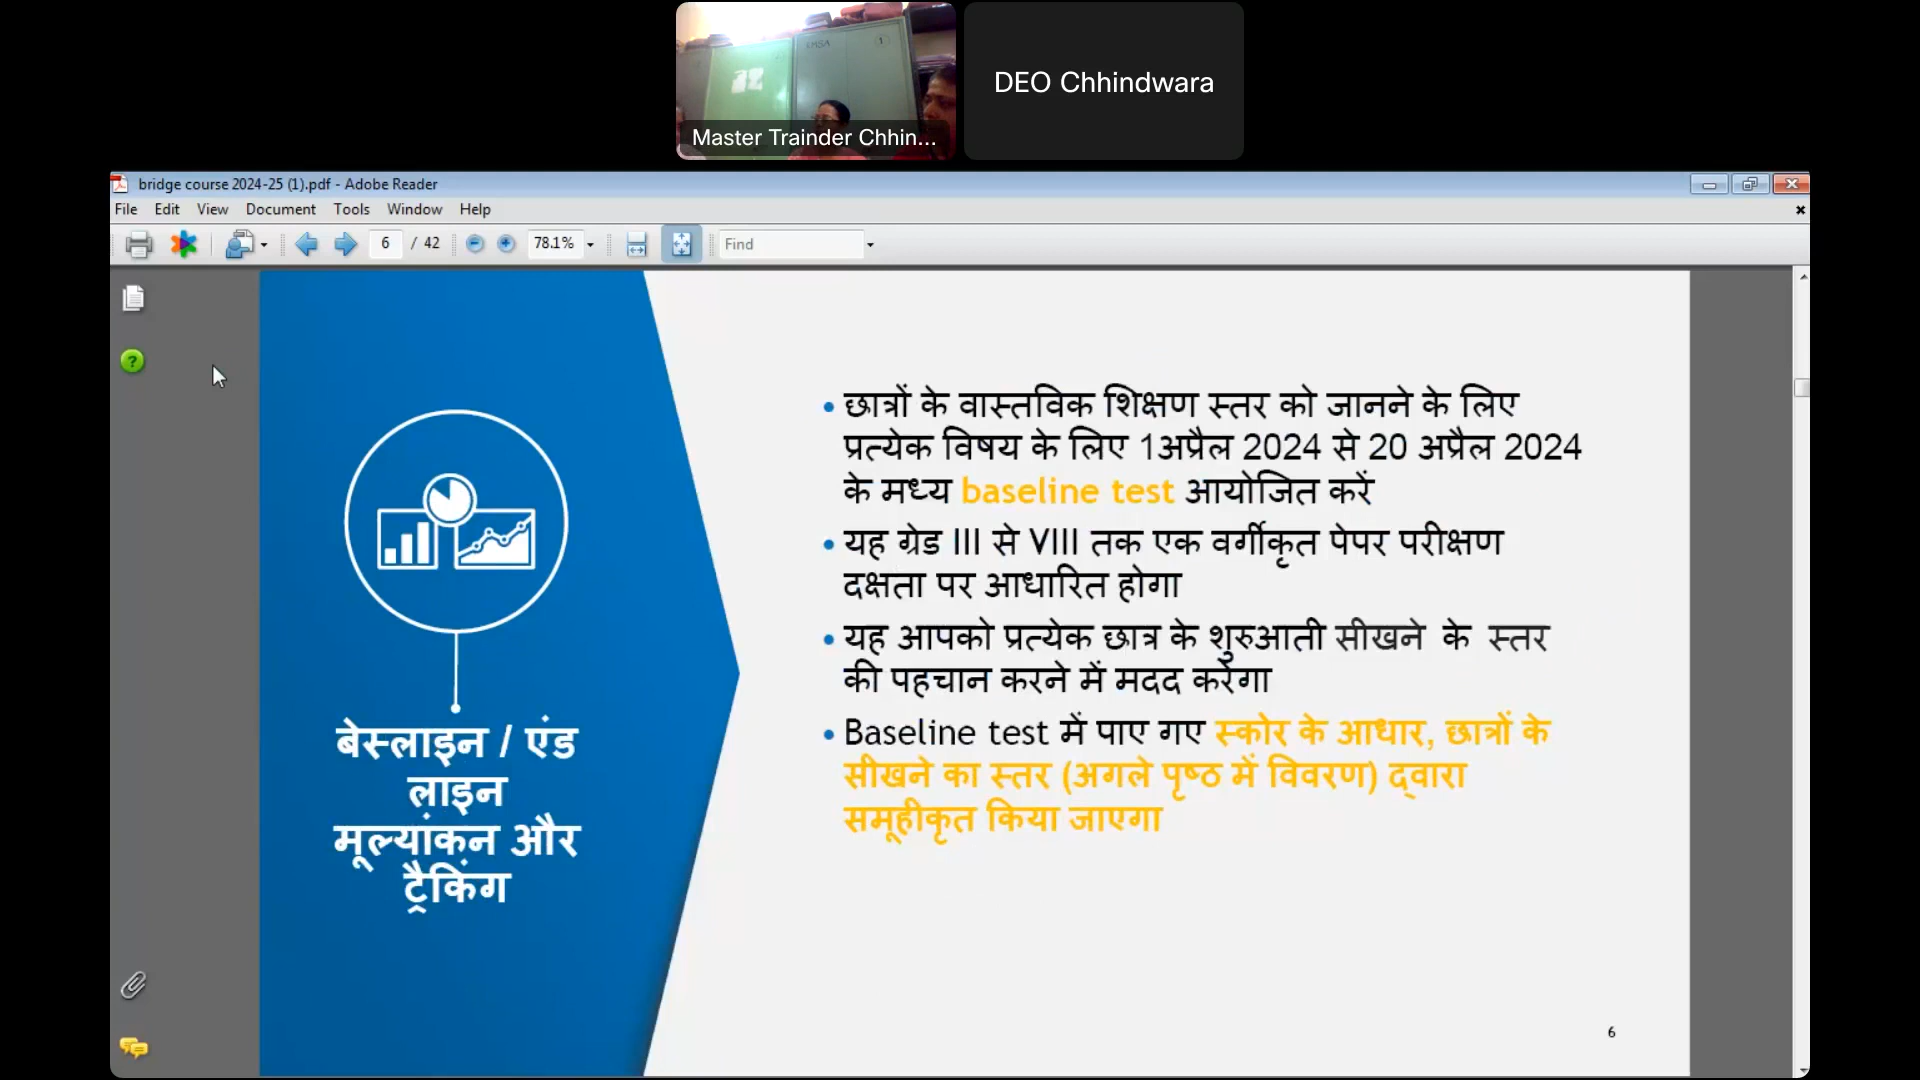 EMSA
1
Master Trainder Chhin...
DEO Chhindwara
bridge course 2024-25 (1).pdf - Adobe Reader
File Edit View Document Tools Window Help
6 / 42 78.1% Find
बेस्लाइन / एंड
लाइन
मूल्यांकन और
ट्रैकिंग
• छात्रों के वास्तविक शिक्षण स्तर को जानने के लिए
प्रत्येक विषय के लिए 1अप्रैल 2024 से 20 अप्रैल 2024
के मध्य baseline test आयोजित करें
• यह ग्रेड III से VIII तक एक वर्गीकृत पेपर परीक्षण
दक्षता पर आधारित होगा
• यह आपको प्रत्येक छात्र के शुरुआती सीखने के स्तर
की पहचान करने में मदद करेगा
• Baseline test में पाए गए स्कोर के आधार, छात्रों के
सीखने का स्तर (अगले पृष्ठ में विवरण) द्वारा
समूहीकृत किया जाएगा
6